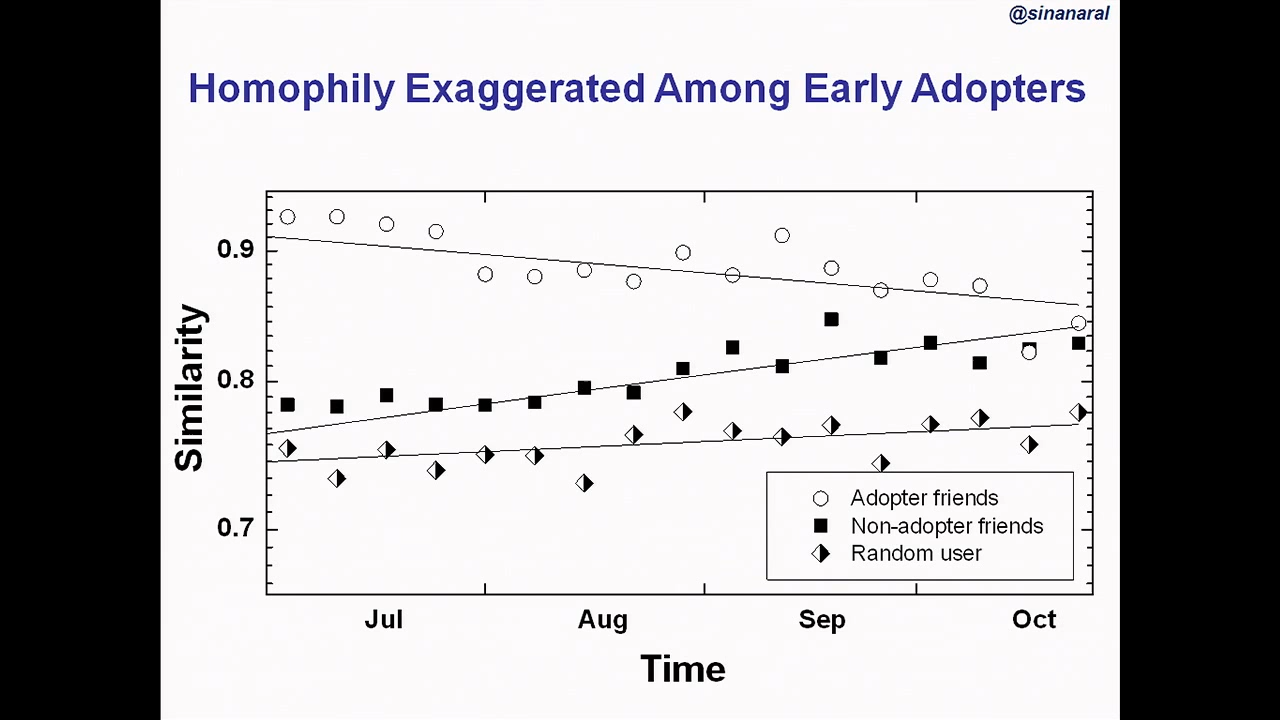 @sinanaral
Homophily Exaggerated Among Early Adopters
0.9
0.8
0.7
Similarity
Adopter friends
Non-adopter friends
Random user
Jul Aug Sep Oct
Time